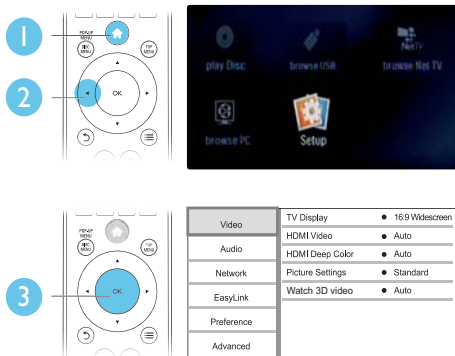 1
POP-UP MENU
DISC MENU
TOP MENU
2
OK
play Disc
browse USB
Net TV
browse Net TV
browse PC
Setup
3
POP-UP MENU
DISC MENU
TOP MENU
OK
Video
Audio
Network
EasyLink
Preference
Advanced
TV Display ● 16:9 Widescreen
HDMI Video ● Auto
HDMI Deep Color ● Auto
Picture Settings ● Standard
Watch 3D video ● Auto